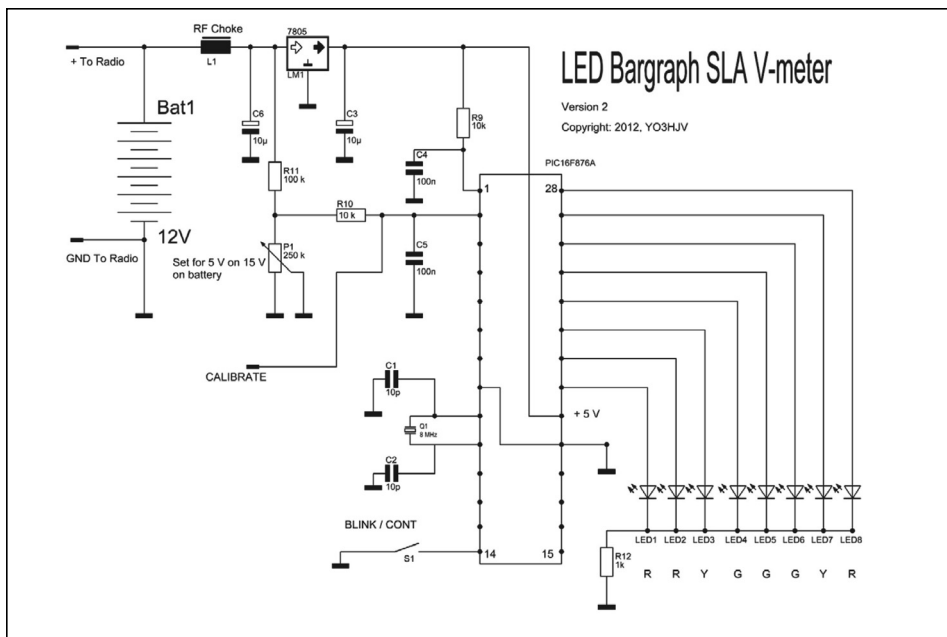 LED Bargraph SLA V-meter
Version 2
Copyright: 2012, YO3HJV
RF Choke
L1
7805
LM1
+ To Radio
Bat1
12V
GND To Radio
C6
10µ
C3
10µ
R9
10k
C4
100n
PIC16F876A
1
28
R11
100 k
R10
10 k
P1
250 k
Set for 5 V on 15 V
on battery
C5
100n
CALIBRATE
C1
10p
Q1
8 MHz
C2
10p
+ 5 V
BLINK / CONT
S1
14
15
LED1
LED2
LED3
LED4
LED5
LED6
LED7
LED8
R12
1k
R
R
Y
G
G
G
Y
R